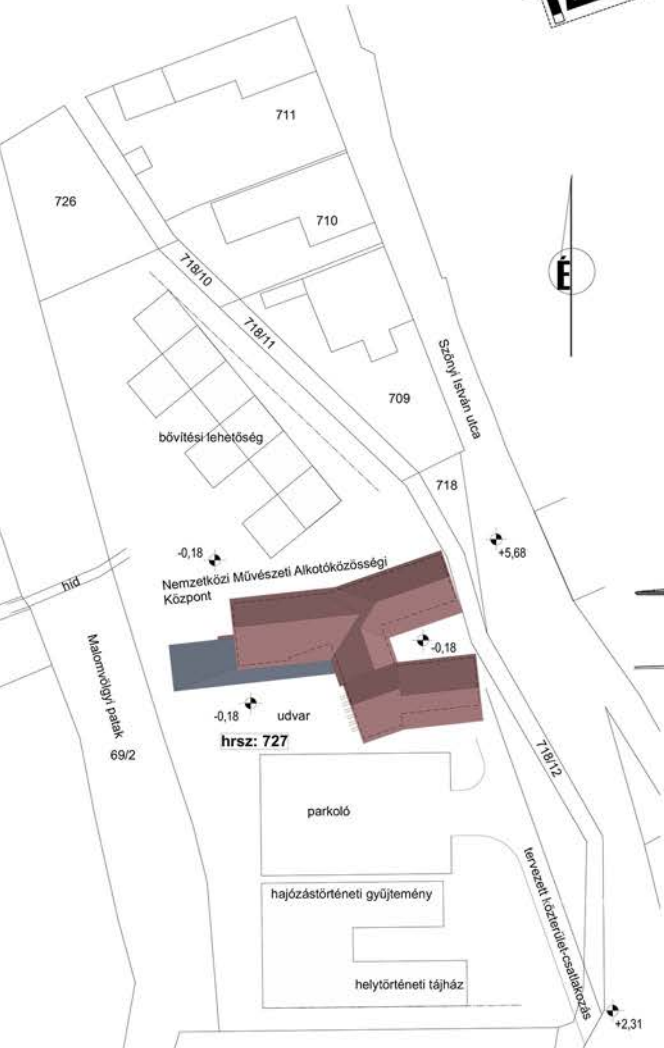 711
726
710
718/10
É
718/11
Szőnyi István utca
709
bővítési lehetőség
718
-0,18
+5,68
Nemzetközi Művészeti Alkotóközösségi
Központ
híd
-0,18
Malomvölgyi patak
69/2
-0,18
udvar
hrsz: 727
718/12
parkoló
tervezett közterület-csatlakozás
hajózástörténeti gyűjtemény
helytörténeti tájház
+2,31